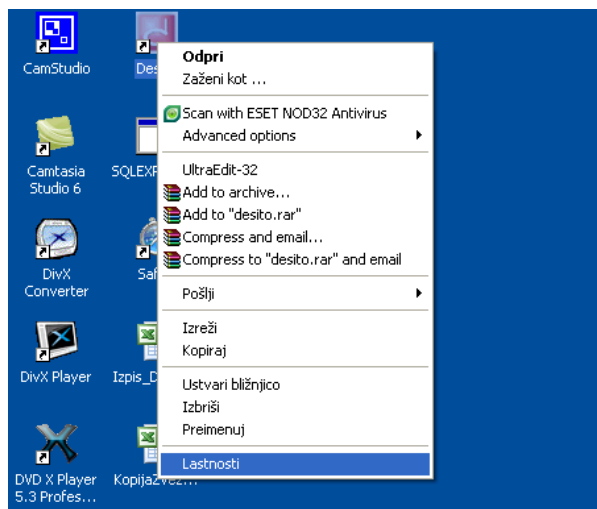 CamStudio
Des
Camtasia
Studio 6
SQLEXP
DivX
Converter
Saf
DivX Player
Izpis_D
DVD X Player
5.3 Profes...
KopijaZvez...
Odpri
Zaženi kot ...
Scan with ESET NOD32 Antivirus
Advanced options
UltraEdit-32
Add to archive...
Add to "desito.rar"
Compress and email...
Compress to "desito.rar" and email
Pošlji
Izreži
Kopiraj
Ustvari bližnjico
Izbriši
Preimenuj
Lastnosti